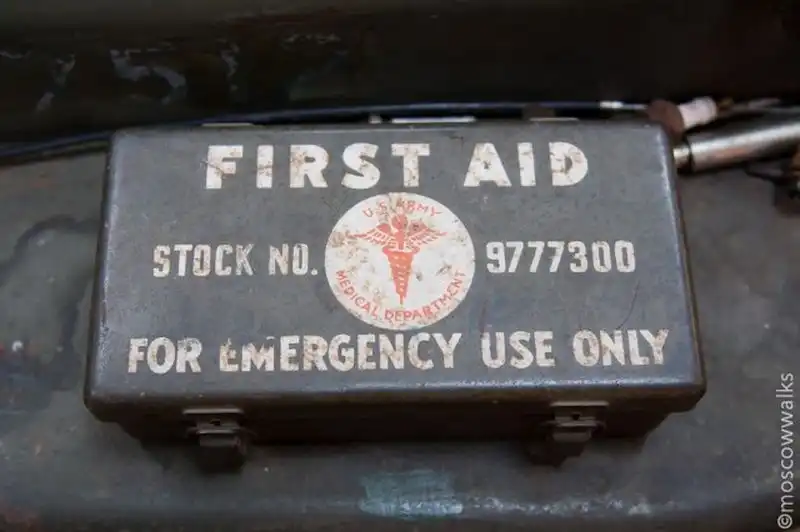 FIRST AID
U.S. ARMY
STOCK NO. 9777300
MEDICAL DEPARTMENT
FOR EMERGENCY USE ONLY
©moscowwalks